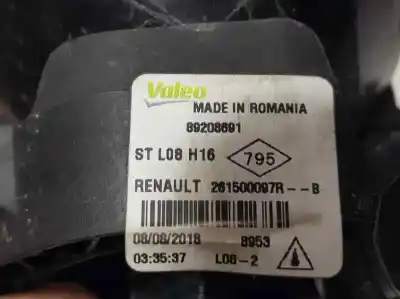 Valeo
MADE IN ROMANIA
89208691
ST L08 H16 795
RENAULT 261500097R--B
08/08/2018 8953
03:35:37 L08-2